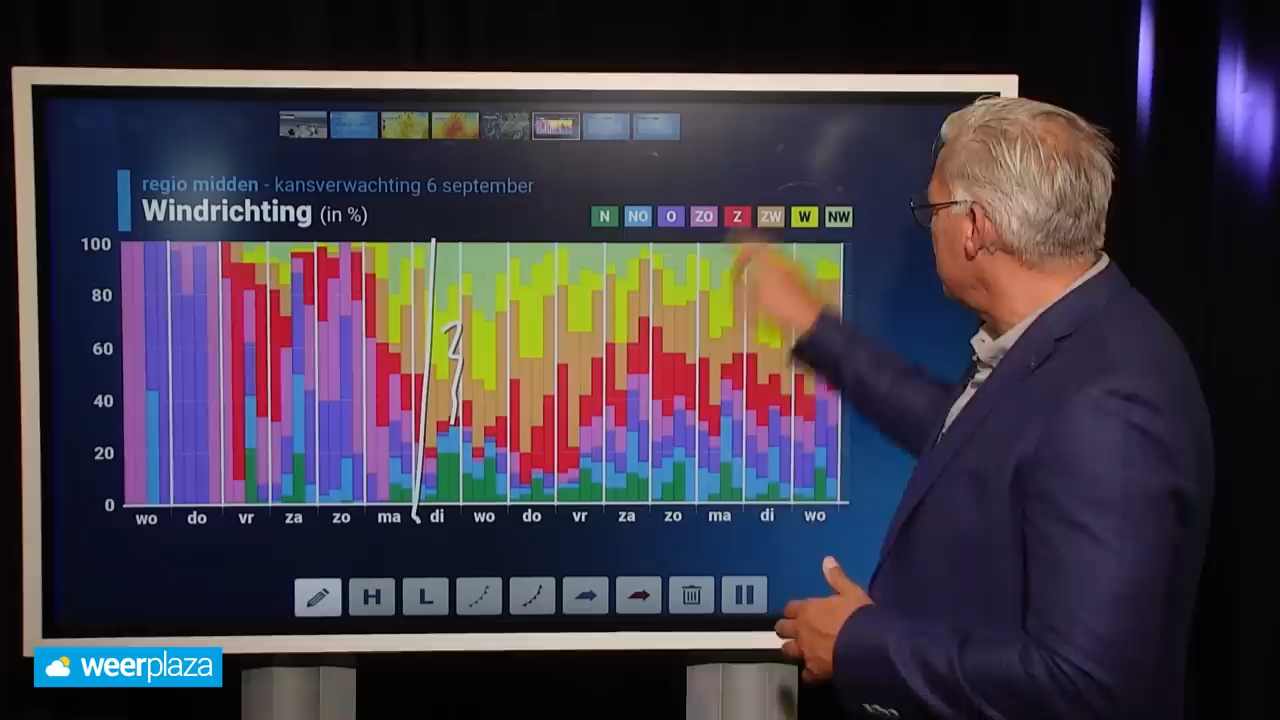 regio midden - kansverwachting 6 september
Windrichting (in %)
N NO O ZO Z ZW W NW
100
80
60
40
20
0
wo do vr za zo ma di wo do vr za zo ma di wo
H L
weerplaza